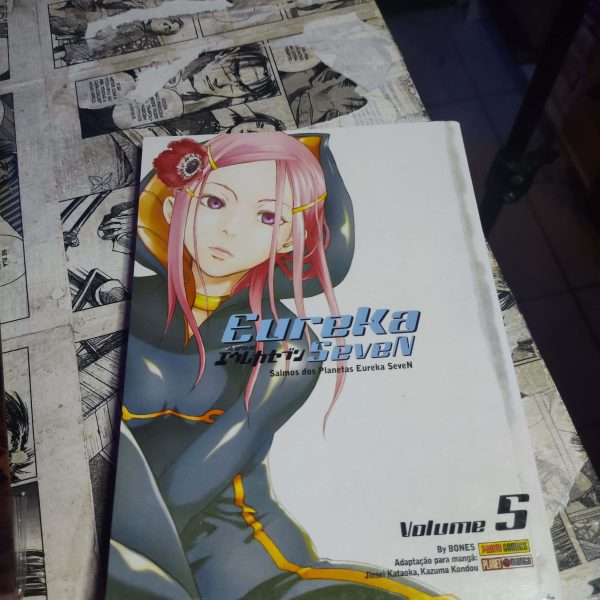 Eureka
エウレカセブン SeveN
Salmos dos Planetas Eureka SeveN
Volume 5
By BONES PANINI COMICS
Adaptação para mangá: PLANET MANGA
Jinsei Kataoka, Kazuma Kondou